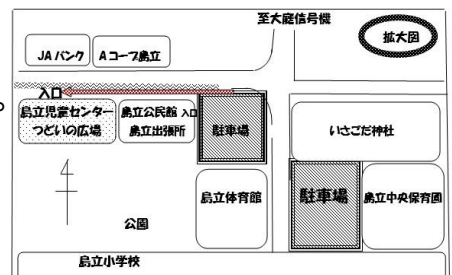 至大庭信号機
拡大図
JAバンク
Aコープ島立
入口
島立児童センター
つどいの広場
島立公民館 入口
島立出張所
駐車場
いさごだ神社
島立体育館
駐車場
島立中央保育園
公園
島立小学校